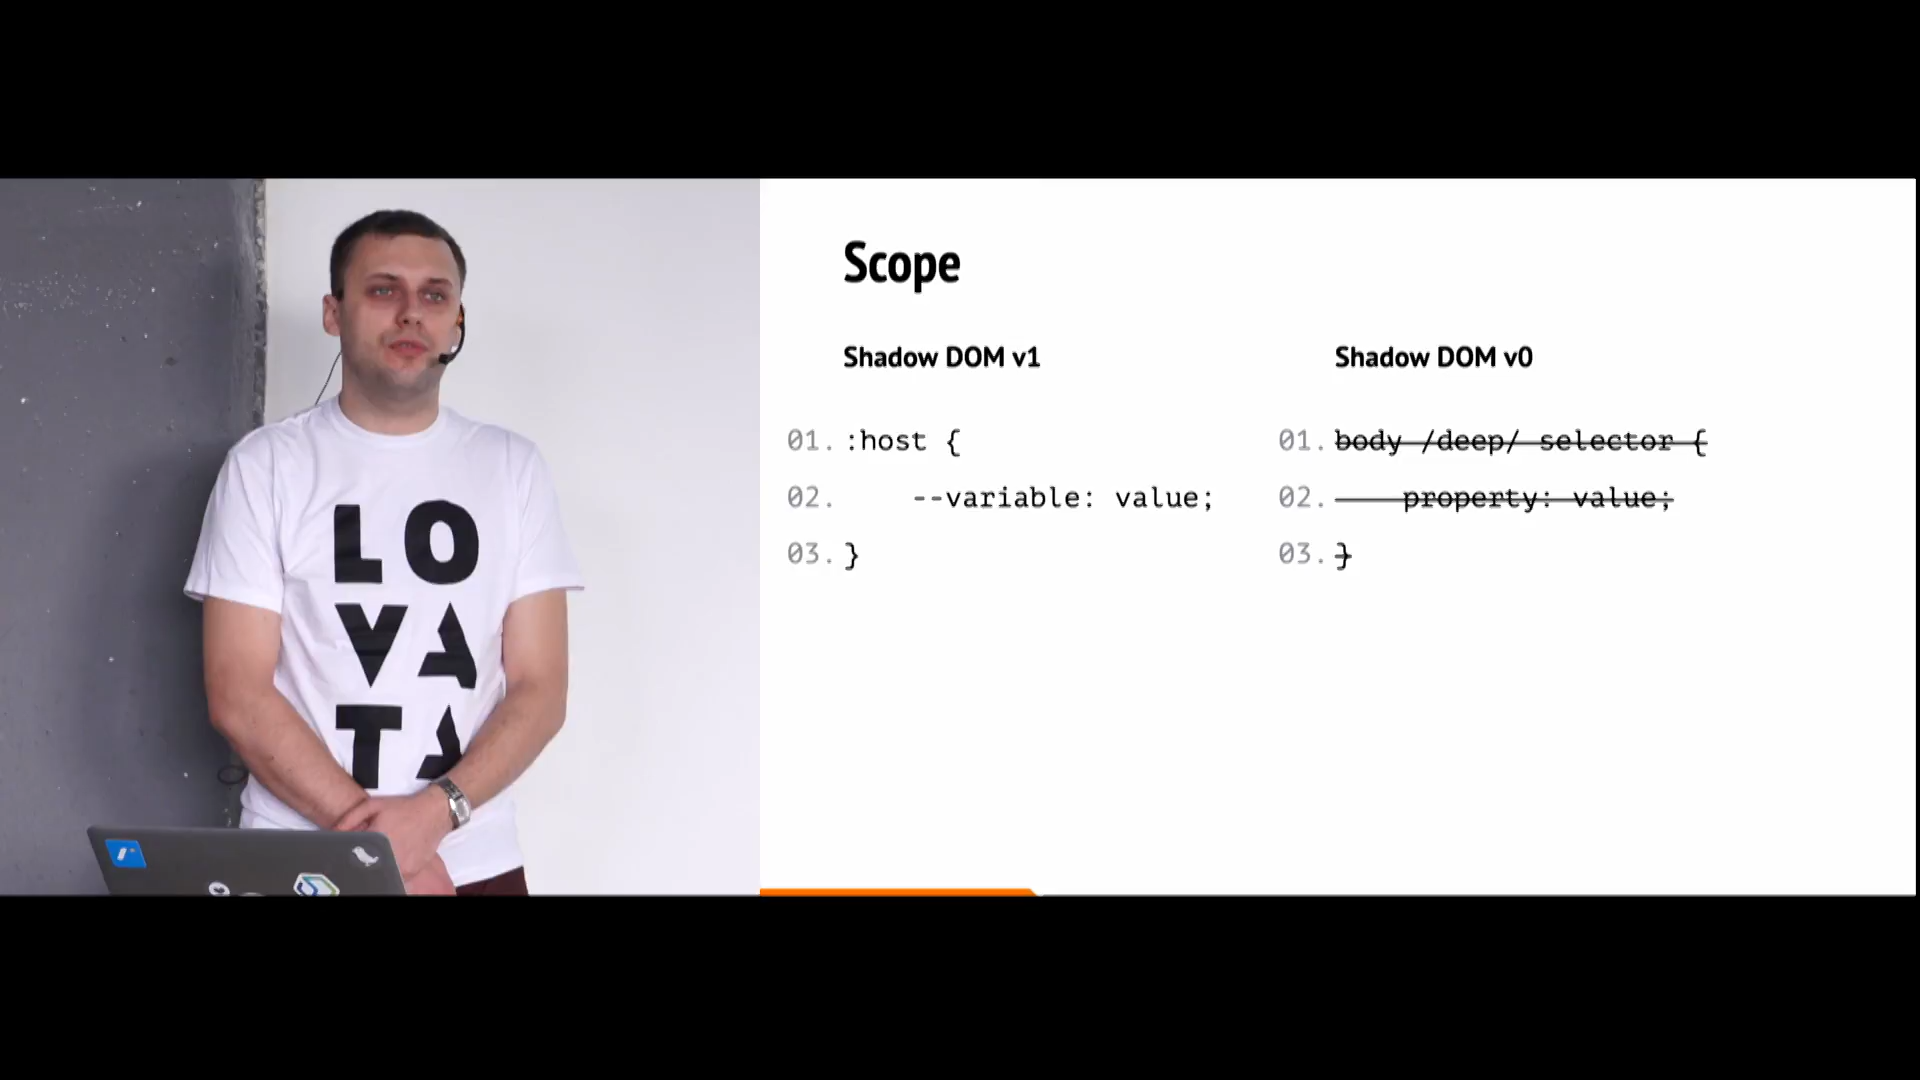 LO
VA
TA
Scope
Shadow DOM v1
01. :host {
02. --variable: value;
03. }
Shadow DOM v0
01. body /deep/ selector {
02. property: value;
03. }